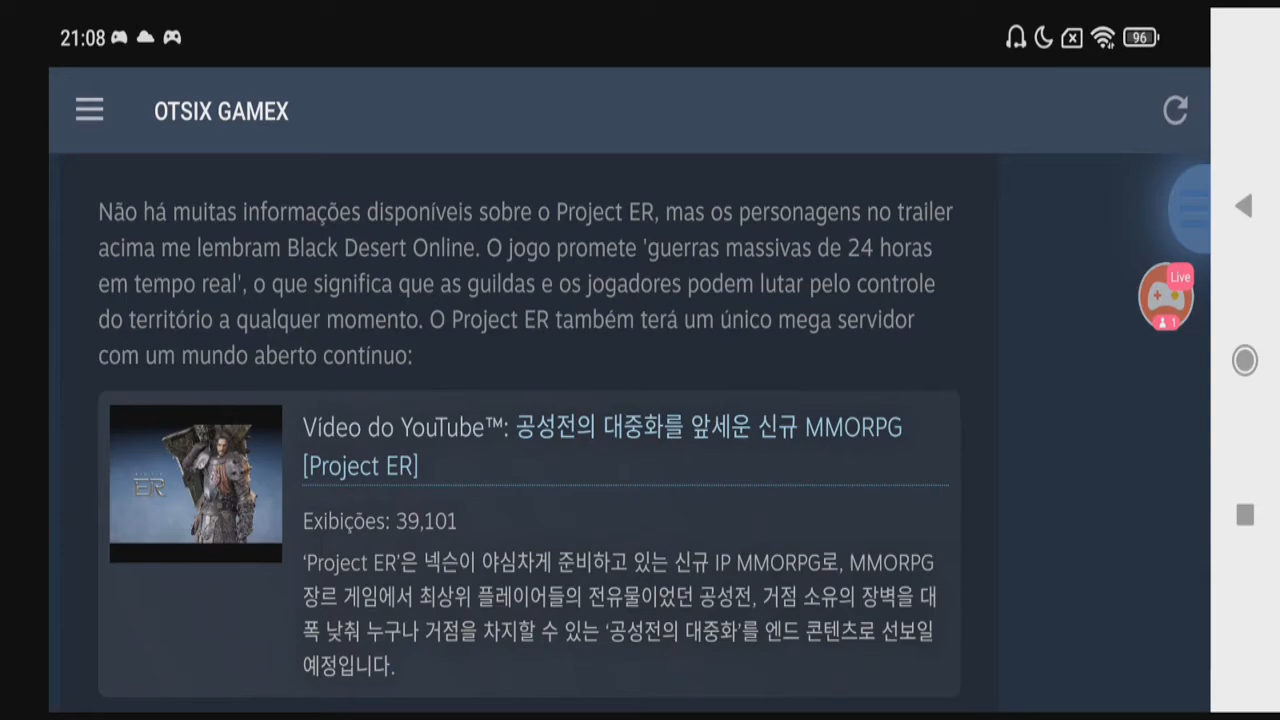 21:08
96
OTSIX GAMEX
Não há muitas informações disponíveis sobre o Project ER, mas os personagens no trailer
acima me lembram Black Desert Online. O jogo promete 'guerras massivas de 24 horas
em tempo real', o que significa que as guildas e os jogadores podem lutar pelo controle
do território a qualquer momento. O Project ER também terá um único mega servidor
com um mundo aberto contínuo:
Live
1
Vídeo do YouTube™: 공성전의 대중화를 앞세운 신규 MMORPG
[Project ER]
ER
Exibições: 39,101
‘Project ER’은 넥슨이 야심차게 준비하고 있는 신규 IP MMORPG로, MMORPG
장르 게임에서 최상위 플레이어들의 전유물이었던 공성전, 거점 소유의 장벽을 대
폭 낮춰 누구나 거점을 차지할 수 있는 ‘공성전의 대중화’를 엔드 콘텐츠로 선보일
예정입니다.